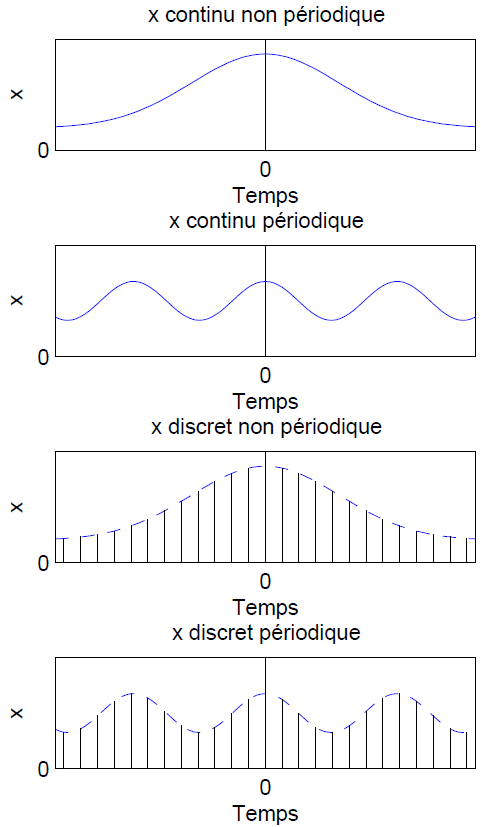 x continu non périodique
x
0
0
Temps
x continu périodique
x
0
0
Temps
x discret non périodique
x
0
0
Temps
x discret périodique
x
0
0
Temps